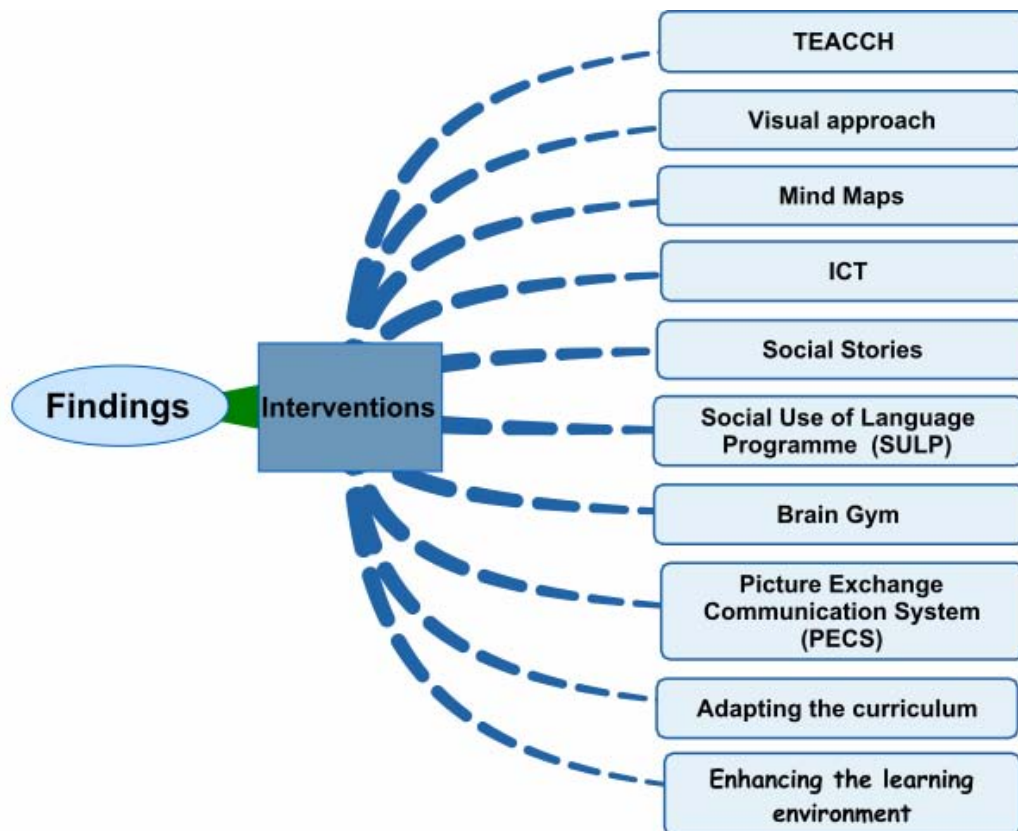 TEACCH
Visual approach
Mind Maps
ICT
Social Stories
Findings
Interventions
Social Use of Language
Programme (SULP)
Brain Gym
Picture Exchange
Communication System
(PECS)
Adapting the curriculum
Enhancing the learning
environment